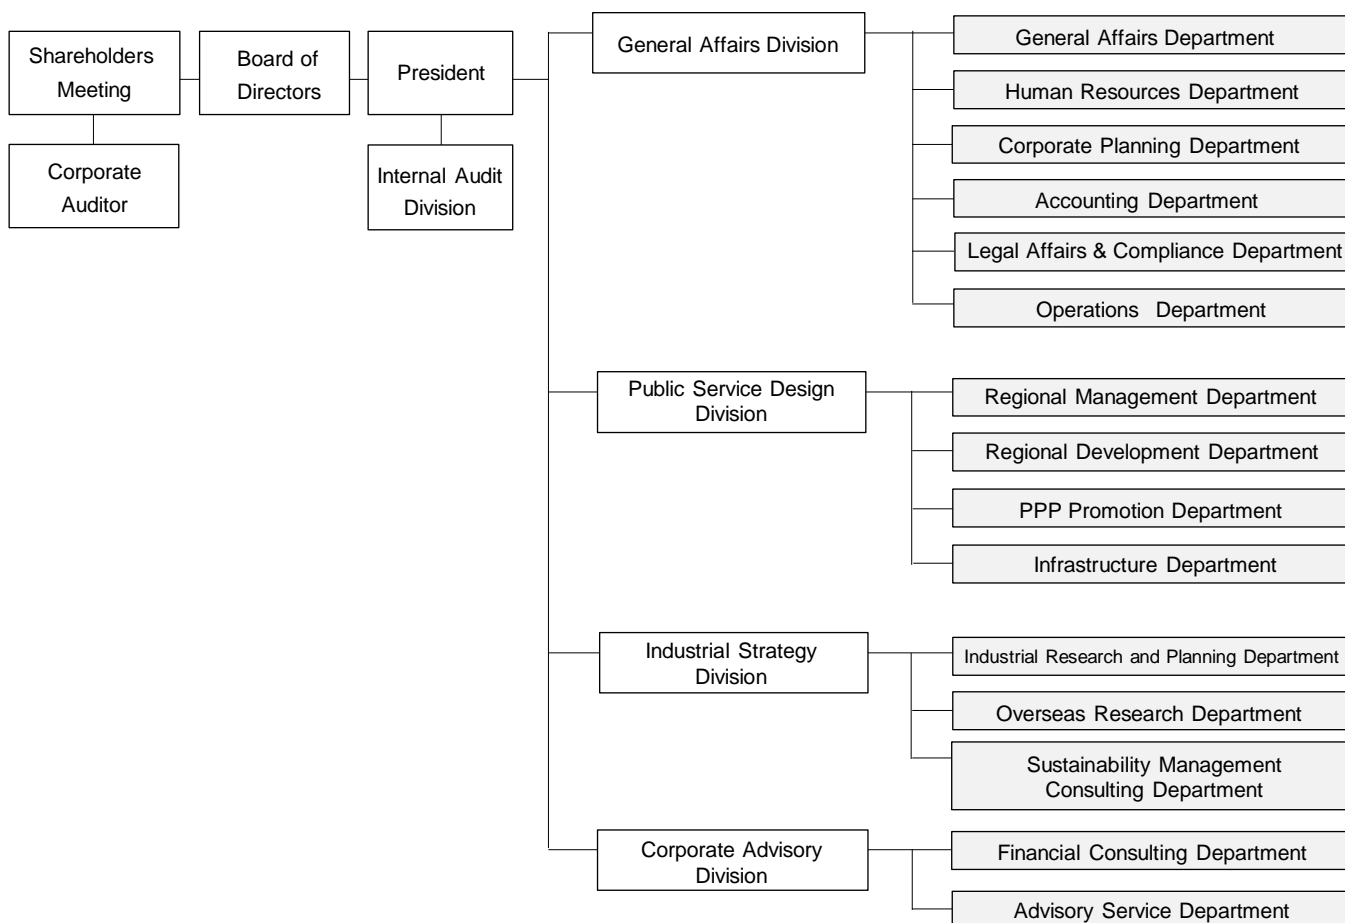 Shareholders
Meeting
Board of
Directors
President
Corporate
Auditor
Internal Audit
Division
General Affairs Division
General Affairs Department
Human Resources Department
Corporate Planning Department
Accounting Department
Legal Affairs & Compliance Department
Operations Department
Public Service Design
Division
Regional Management Department
Regional Development Department
PPP Promotion Department
Infrastructure Department
Industrial Strategy
Division
Industrial Research and Planning Department
Overseas Research Department
Sustainability Management
Consulting Department
Corporate Advisory
Division
Financial Consulting Department
Advisory Service Department